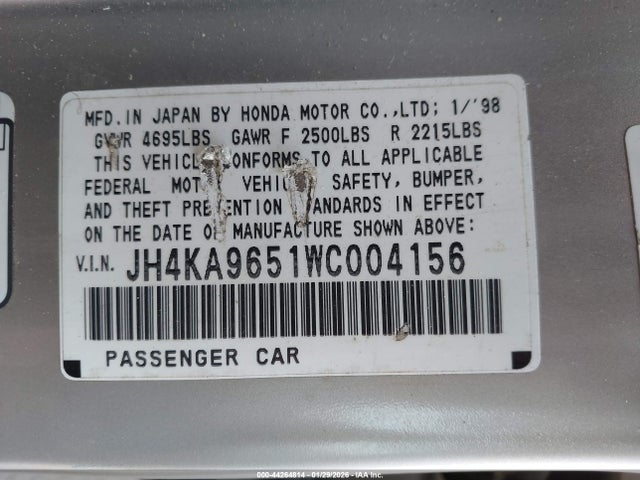 MFD.IN JAPAN BY HONDA MOTOR CO.,LTD; 1/'98
GVWR 4695LBS GAWR F 2500LBS R 2215LBS
THIS VEHICLE CONFORMS TO ALL APPLICABLE
FEDERAL MOTOR VEHICLE SAFETY, BUMPER,
AND THEFT PREVENTION STANDARDS IN EFFECT
ON THE DATE OF MANUFACTURE SHOWN ABOVE:
V.I.N. JH4KA9651WC004156
PASSENGER CAR
000-44264814 - 01/29/2026 - IAA Inc.